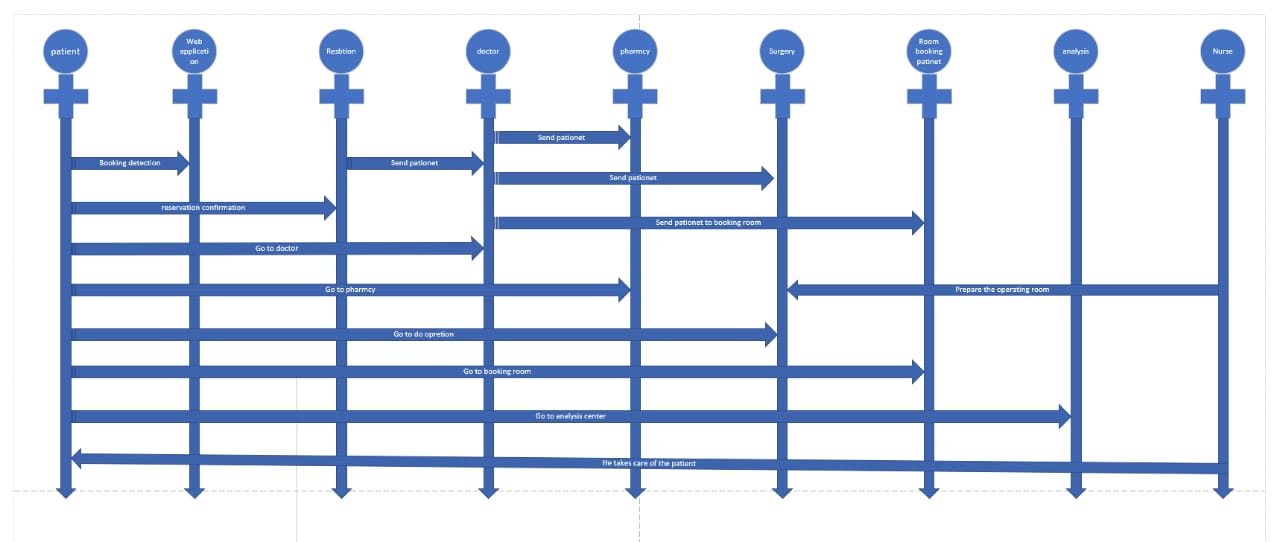 patient
Web
applicati
on
Resbtion
doctor
pharmcy
Surgery
Room
booking
patinet
analysis
Nurse
Send pationet
Booking detection
Send pationet
Send pationet
reservation confirmation
Send pationet to booking room
Go to doctor
Go to pharmcy
Prepare the operating room
Go to do opretion
Go to booking room
Go to analysis center
He takes care of the patient